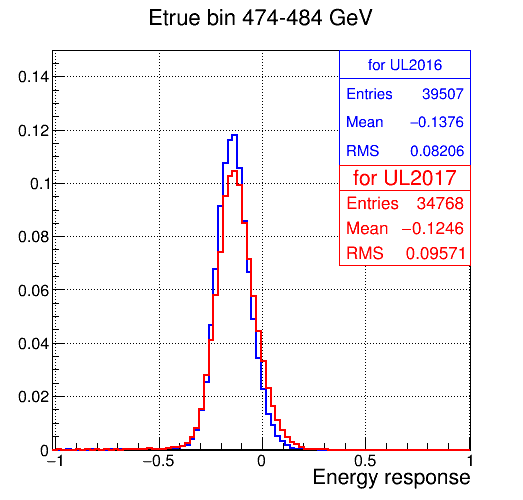 Etrue bin 474-484 GeV
for UL2016
Entries 39507
Mean −0.1376
RMS 0.08206
for UL2017
Entries 34768
Mean −0.1246
RMS 0.09571
0.14
0.12
0.1
0.08
0.06
0.04
0.02
0
−1 −0.5 0 0.5 1
Energy response